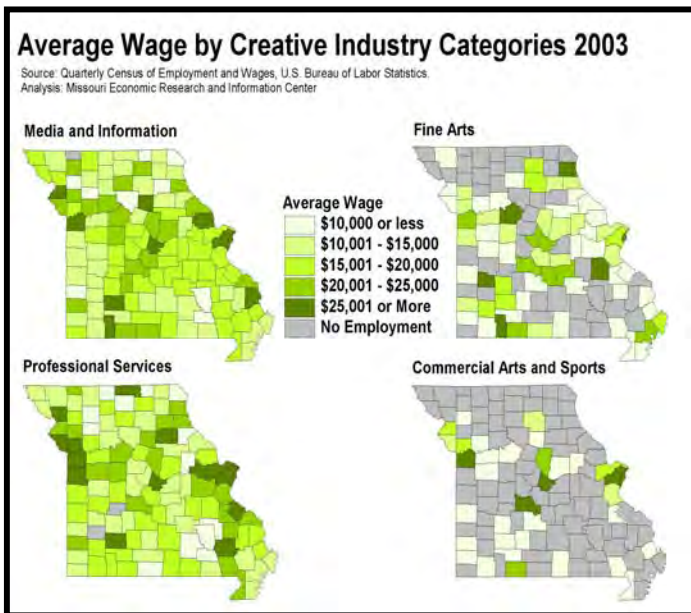 Average Wage by Creative Industry Categories 2003
Source: Quarterly Census of Employment and Wages, U.S. Bureau of Labor Statistics.
Analysis: Missouri Economic Research and Information Center
Media and Information
Fine Arts
Average Wage
$10,000 or less
$10,001 - $15,000
$15,001 - $20,000
$20,001 - $25,000
$25,001 or More
No Employment
Professional Services
Commercial Arts and Sports